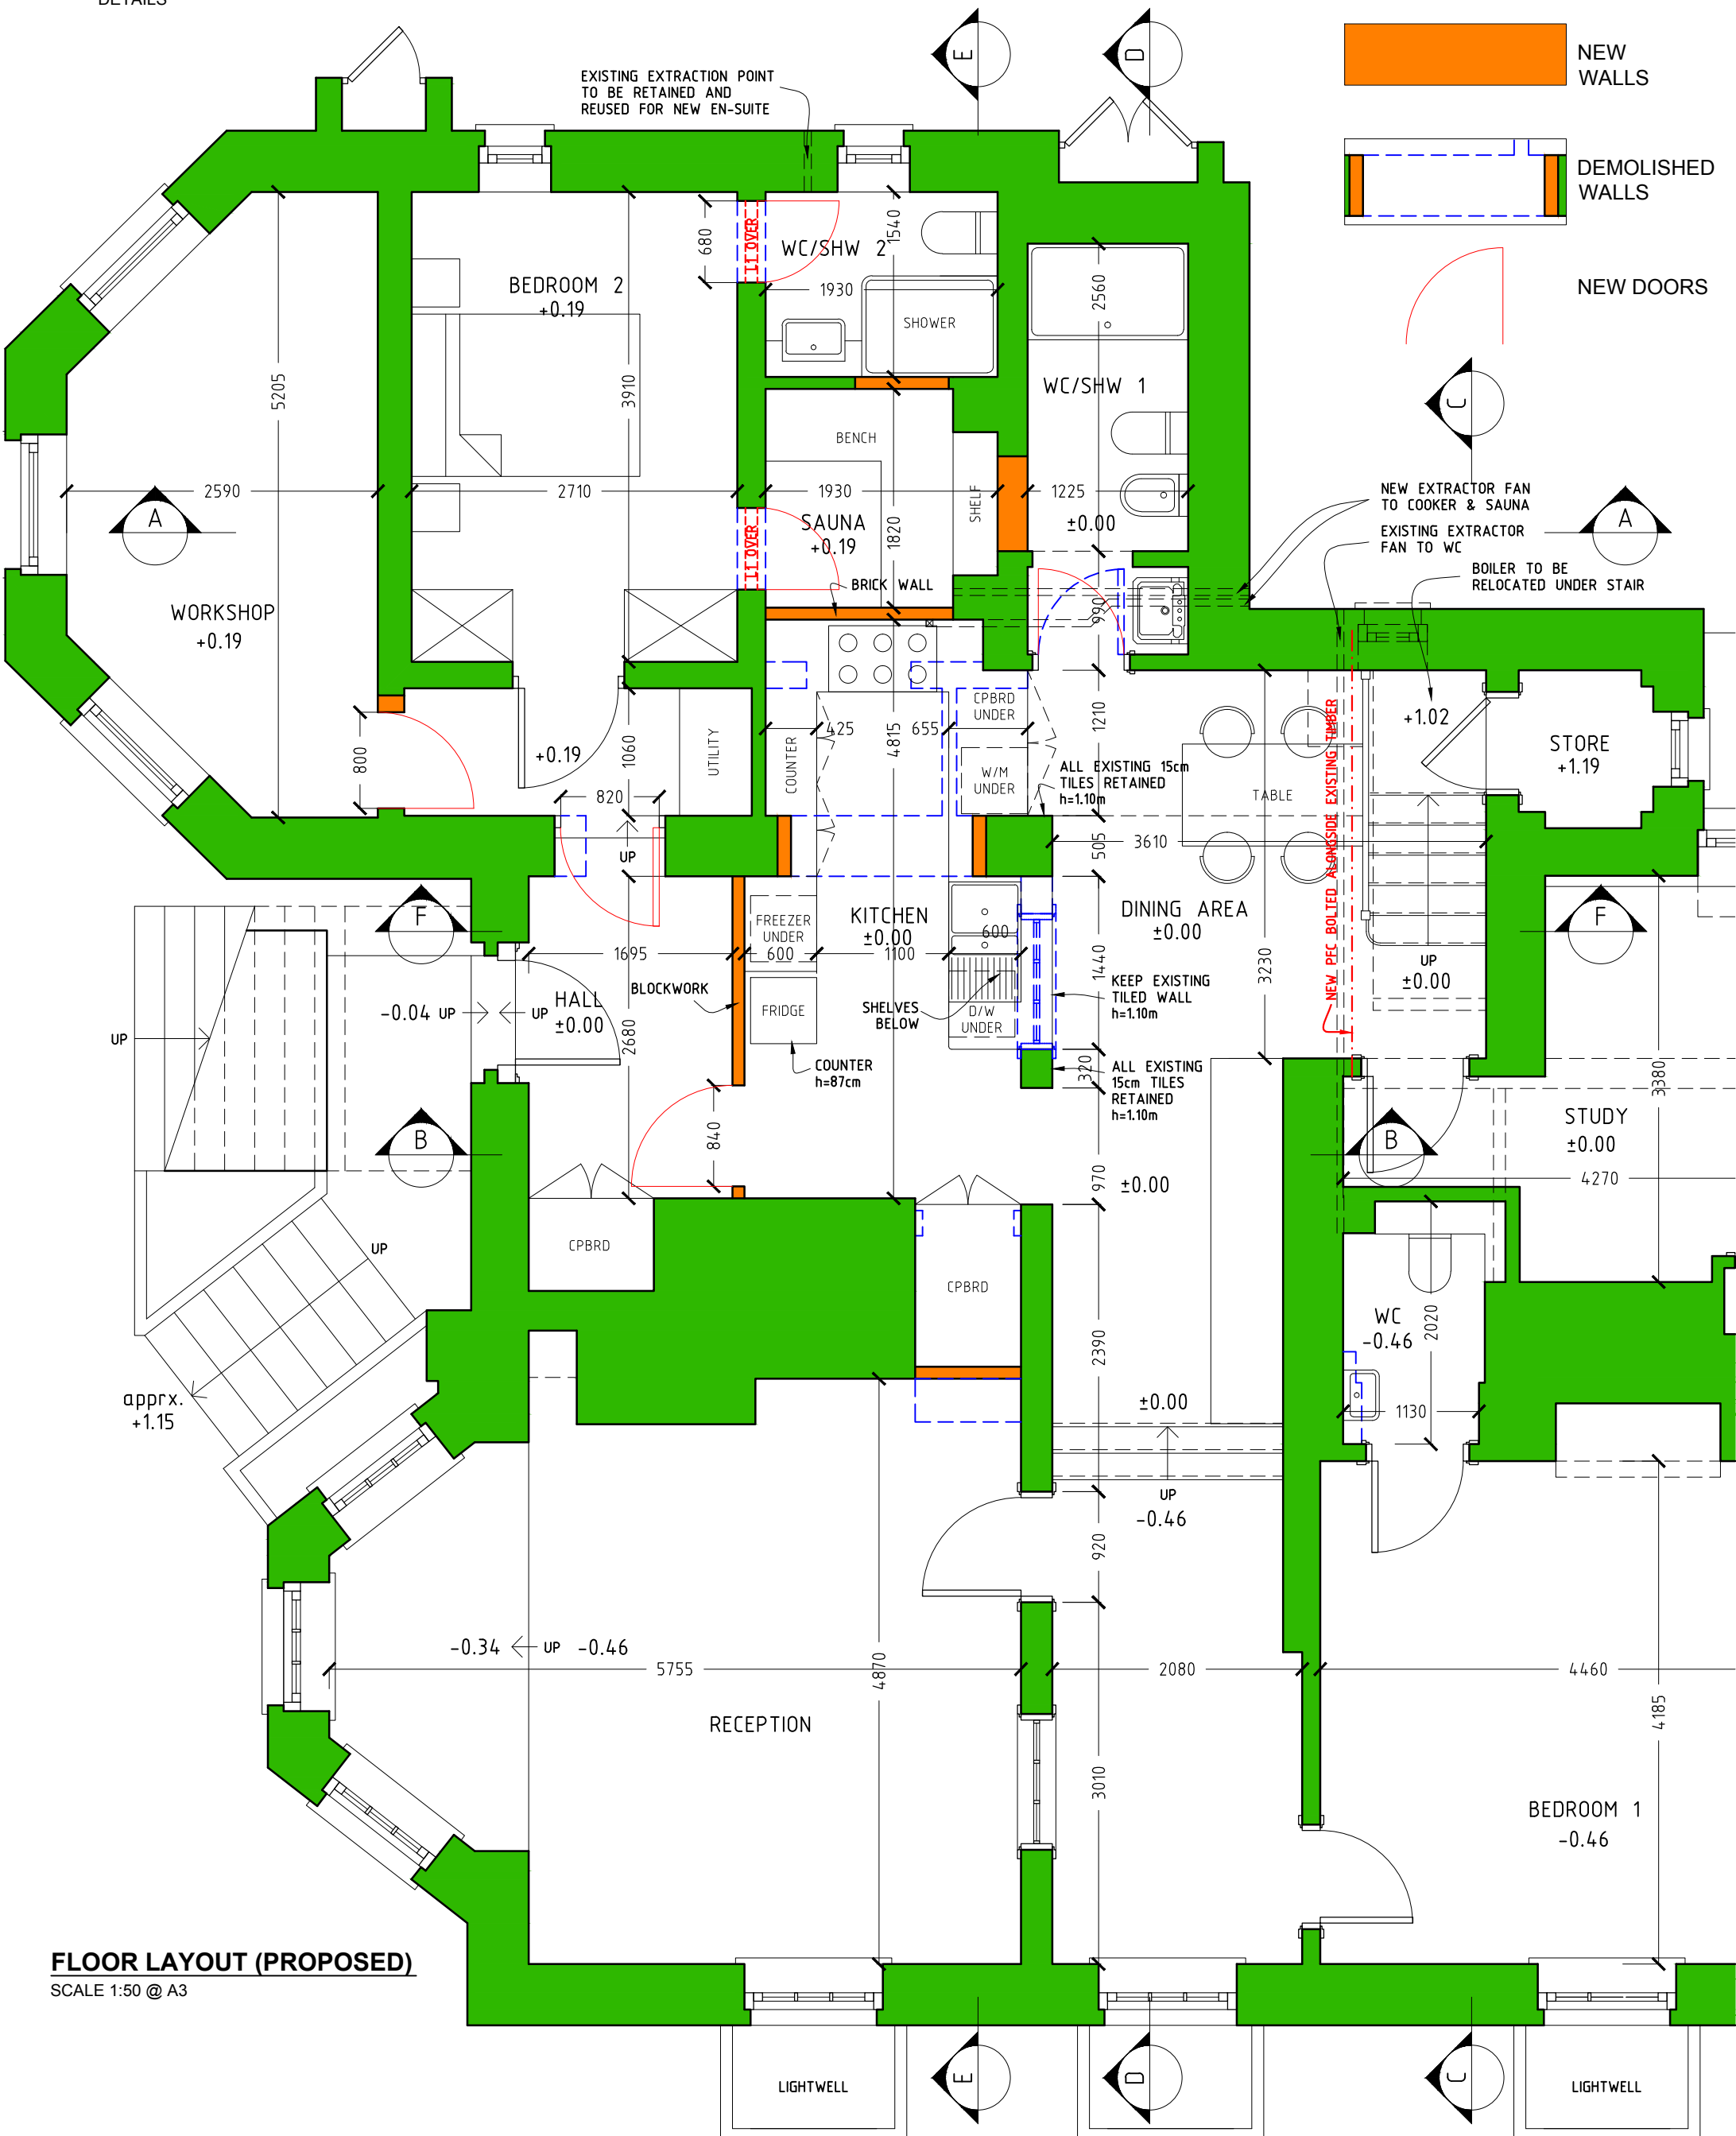 DETAILS
NEW
WALLS
DEMOLISHED
WALLS
NEW DOORS
E
D
EXISTING EXTRACTION POINT
TO BE RETAINED AND
REUSED FOR NEW EN-SUITE
680
11 OVER
WC/SHW 2
1540
1930
SHOWER
BEDROOM 2
+0.19
5205
3910
2560
WC/SHW 1
C
BENCH
2590
2710
1930
SHELF
1225
±0.00
A
SAUNA
+0.19
1820
11 OVER
NEW EXTRACTOR FAN
TO COOKER & SAUNA
EXISTING EXTRACTOR
FAN TO WC
A
BOILER TO BE
RELOCATED UNDER STAIR
BRICK WALL
990
WORKSHOP
+0.19
CPBRD
UNDER
1210
+1.02
STORE
+1.19
800
+0.19
1060
UTILITY
425
655
COUNTER
4815
W/M
UNDER
ALL EXISTING 15cm
TILES RETAINED
h=1.10m
TABLE
NEW PFC BOLTED ALONGSIDE EXISTING TIMBER
820
UP
505
3610
F
FREEZER
UNDER
600
KITCHEN
±0.00
1100
600
DINING AREA
±0.00
F
1695
1440
3230
UP
±0.00
BLOCKWORK
HALL
±0.00
-0.04 UP
UP
UP
2680
FRIDGE
SHELVES
BELOW
D/W
UNDER
KEEP EXISTING
TILED WALL
h=1.10m
COUNTER
h=87cm
320
ALL EXISTING
15cm TILES
RETAINED
h=1.10m
3380
STUDY
±0.00
B
840
B
970
±0.00
4270
UP
CPBRD
CPBRD
WC
-0.46
2020
2390
apprx.
+1.15
±0.00
1130
UP
-0.46
920
-0.34
UP
-0.46
5755
4870
2080
4460
4185
RECEPTION
3010
BEDROOM 1
-0.46
FLOOR LAYOUT (PROPOSED)
SCALE 1:50 @ A3
LIGHTWELL
E
D
C
LIGHTWELL